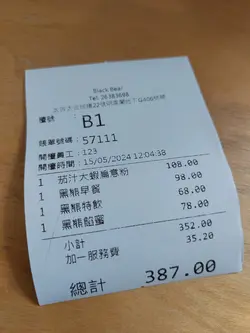 Black Bear
Tel: 26383688
檯號 : B1
賬單號碼 : 57111
開檯員工 : 123
開檯時間 : 15/05/2024 12:04:38
1 茄汁大蝦扁意粉 108.00
1 黑熊早餐 98.00
1 黑熊特飲 68.00
1 黑熊餡蜜 78.00
小計 352.00
加一服務費 35.20
總計 387.00